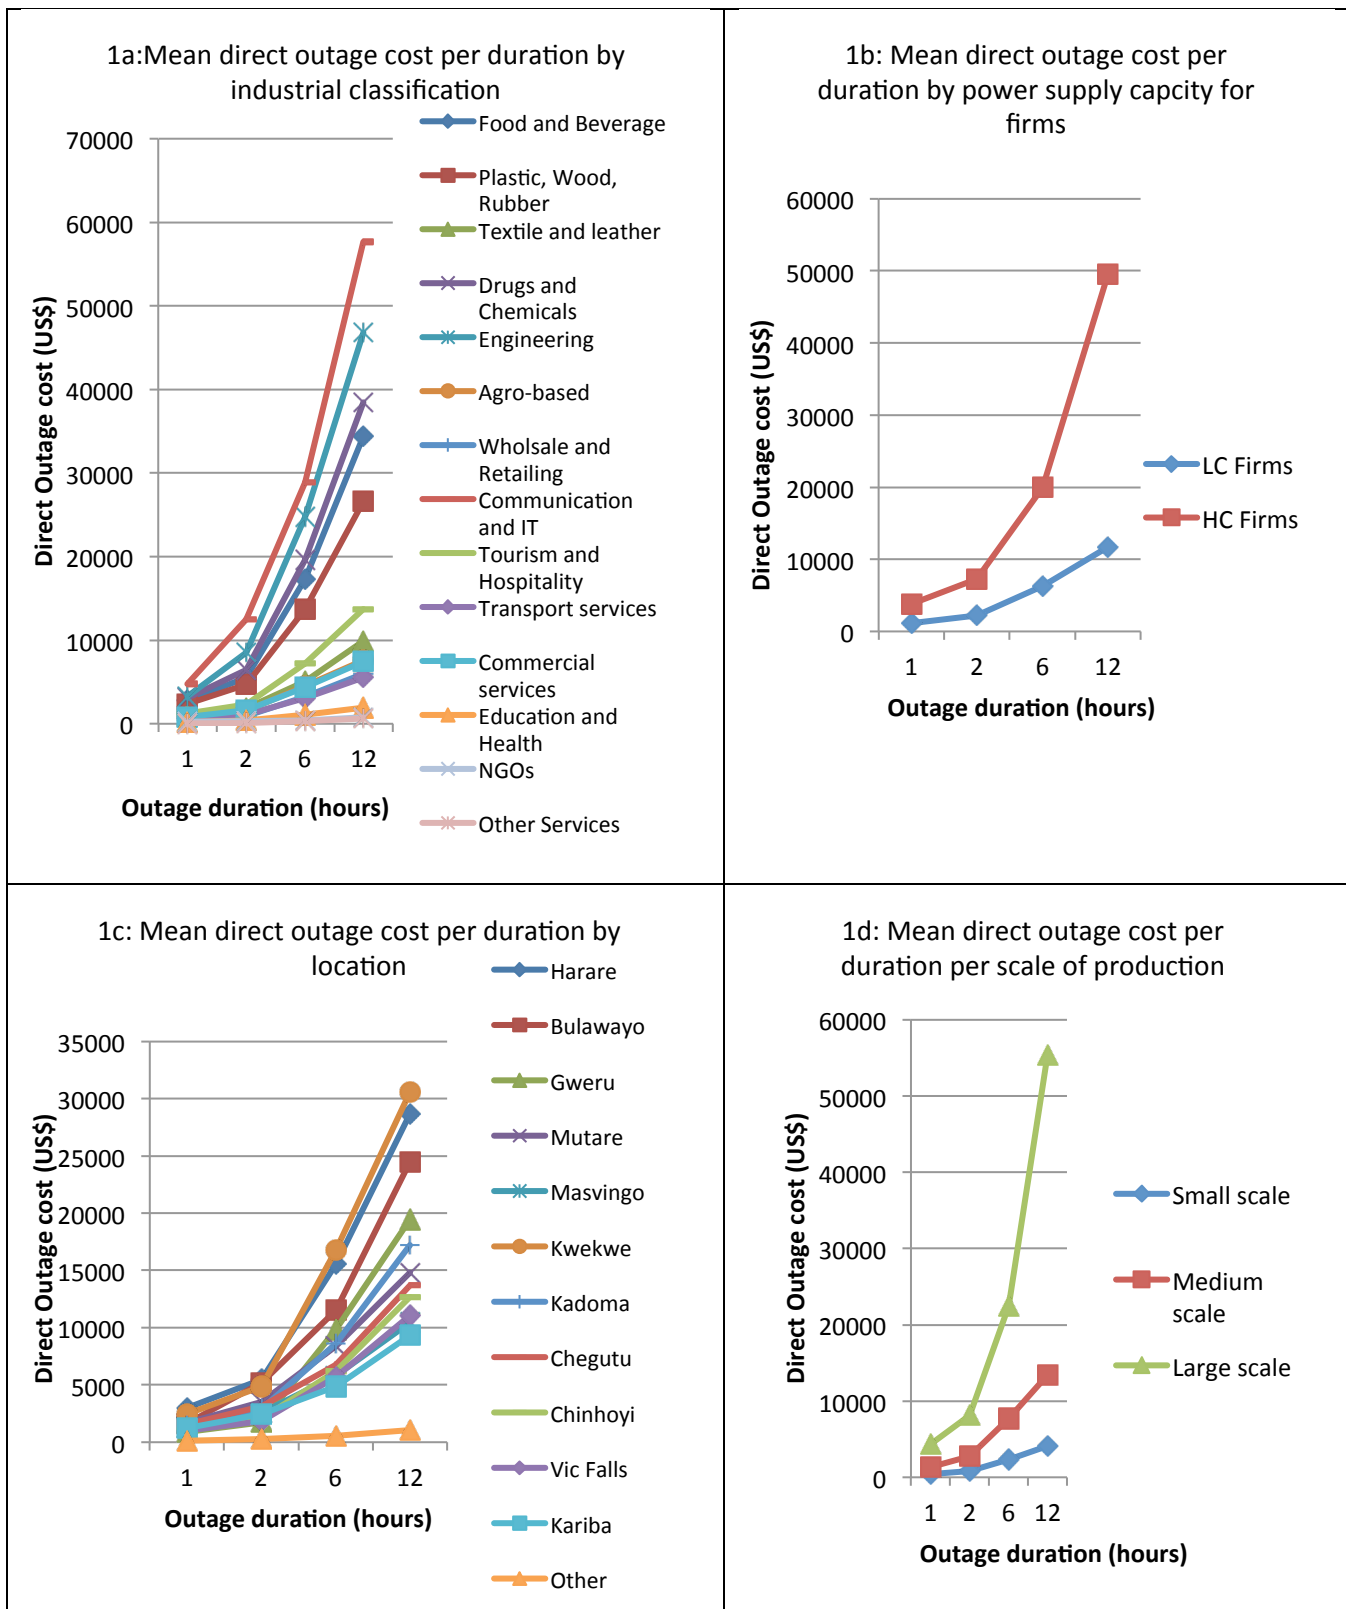 1a:Mean direct outage cost per duration by
industrial classification
70000
60000
50000
40000
30000
20000
10000
0
Direct Outage cost (US$)
1 2 6 12
Outage duration (hours)
Food and Beverage
Plastic, Wood,
Rubber
Textile and leather
Drugs and
Chemicals
Engineering
Agro-based
Wholsale and
Retailing
Communication
and IT
Tourism and
Hospitality
Transport services
Commercial
services
Education and
Health
NGOs
Other Services
1b: Mean direct outage cost per
duration by power supply capcity for
firms
60000
50000
40000
30000
20000
10000
0
Direct Outage cost (US$)
1 2 6 12
Outage duration (hours)
LC Firms
HC Firms
1c: Mean direct outage cost per duration by
location
35000
30000
25000
20000
15000
10000
5000
0
Direct Outage cost (US$)
1 2 6 12
Outage duration (hours)
Harare
Bulawayo
Gweru
Mutare
Masvingo
Kwekwe
Kadoma
Chegutu
Chinhoyi
Vic Falls
Kariba
Other
1d: Mean direct outage cost per
duration per scale of production
60000
50000
40000
30000
20000
10000
0
Direct Outage cost (US$)
1 2 6 12
Outage duration (hours)
Small scale
Medium
scale
Large scale